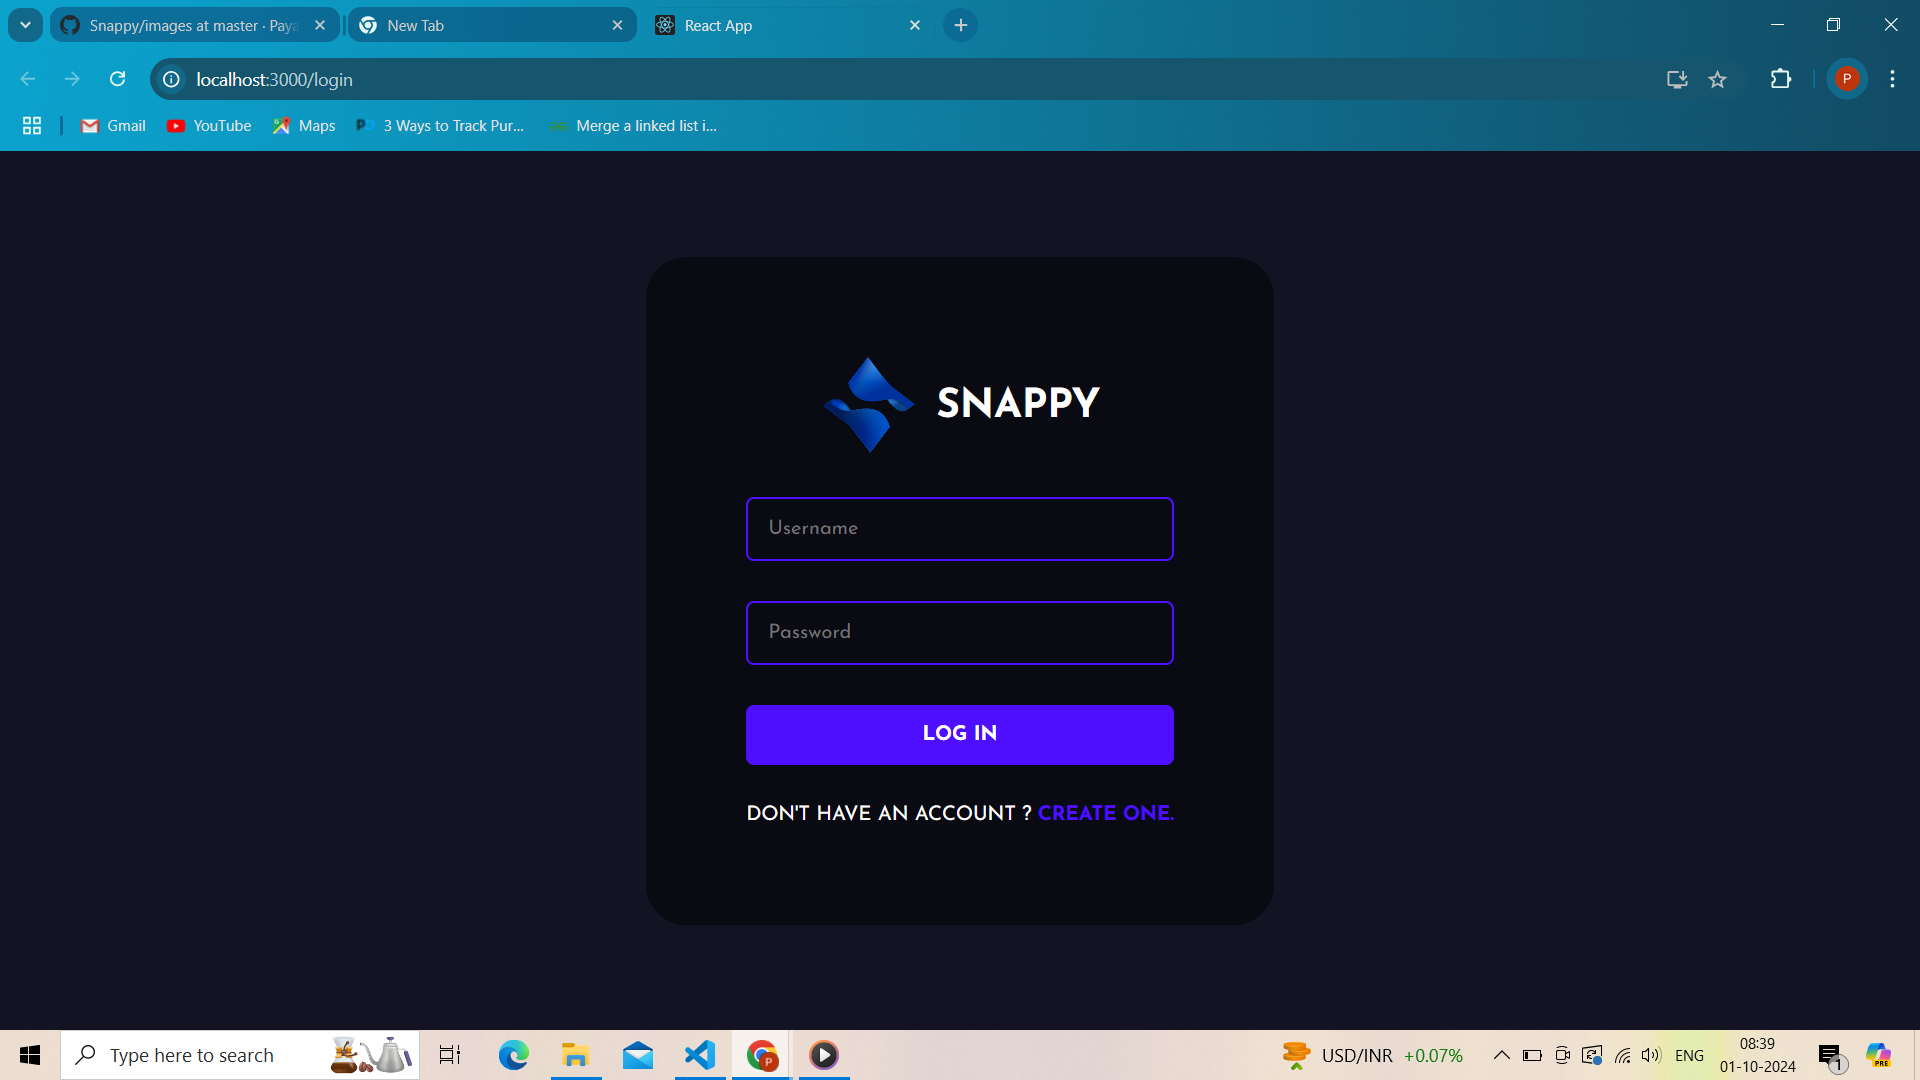 Snappy/images at master · Paya
New Tab
React App
localhost:3000/login
P
Gmail
YouTube
Maps
3 Ways to Track Pur...
Merge a linked list i...
SNAPPY
Username
Password
LOG IN
DON'T HAVE AN ACCOUNT ? CREATE ONE.
Type here to search
P
USD/INR +0.07%
ENG
08:39
01-10-2024
1
PRE